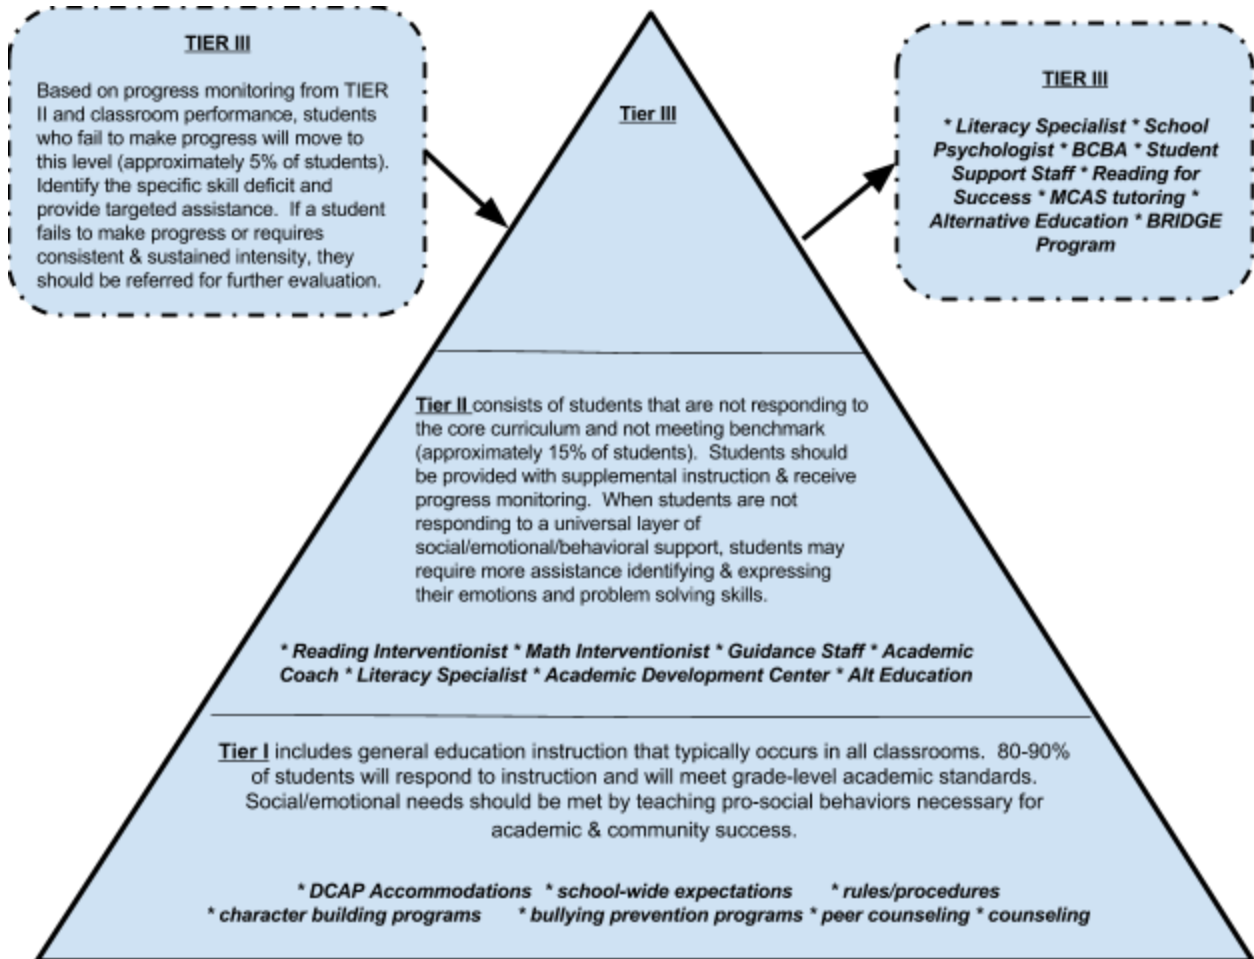 TIER III
Based on progress monitoring from TIER
II and classroom performance, students
who fail to make progress will move to
this level (approximately 5% of students).
Identify the specific skill deficit and
provide targeted assistance.  If a student
fails to make progress or requires
consistent & sustained intensity, they
should be referred for further evaluation.
Tier III
TIER III
* Literacy Specialist * School
Psychologist * BCBA * Student
Support Staff * Reading for
Success * MCAS tutoring *
Alternative Education * BRIDGE
Program
Tier II consists of students that are not responding to
the core curriculum and not meeting benchmark
(approximately 15% of students).  Students should
be provided with supplemental instruction & receive
progress monitoring.  When students are not
responding to a universal layer of
social/emotional/behavioral support, students may
require more assistance identifying & expressing
their emotions and problem solving skills.
* Reading Interventionist * Math Interventionist * Guidance Staff * Academic
Coach * Literacy Specialist * Academic Development Center * Alt Education
Tier I includes general education instruction that typically occurs in all classrooms.  80-90%
of students will respond to instruction and will meet grade-level academic standards.
Social/emotional needs should be met by teaching pro-social behaviors necessary for
academic & community success.
* DCAP Accommodations  * school-wide expectations  * rules/procedures
* character building programs  * bullying prevention programs * peer counseling * counseling